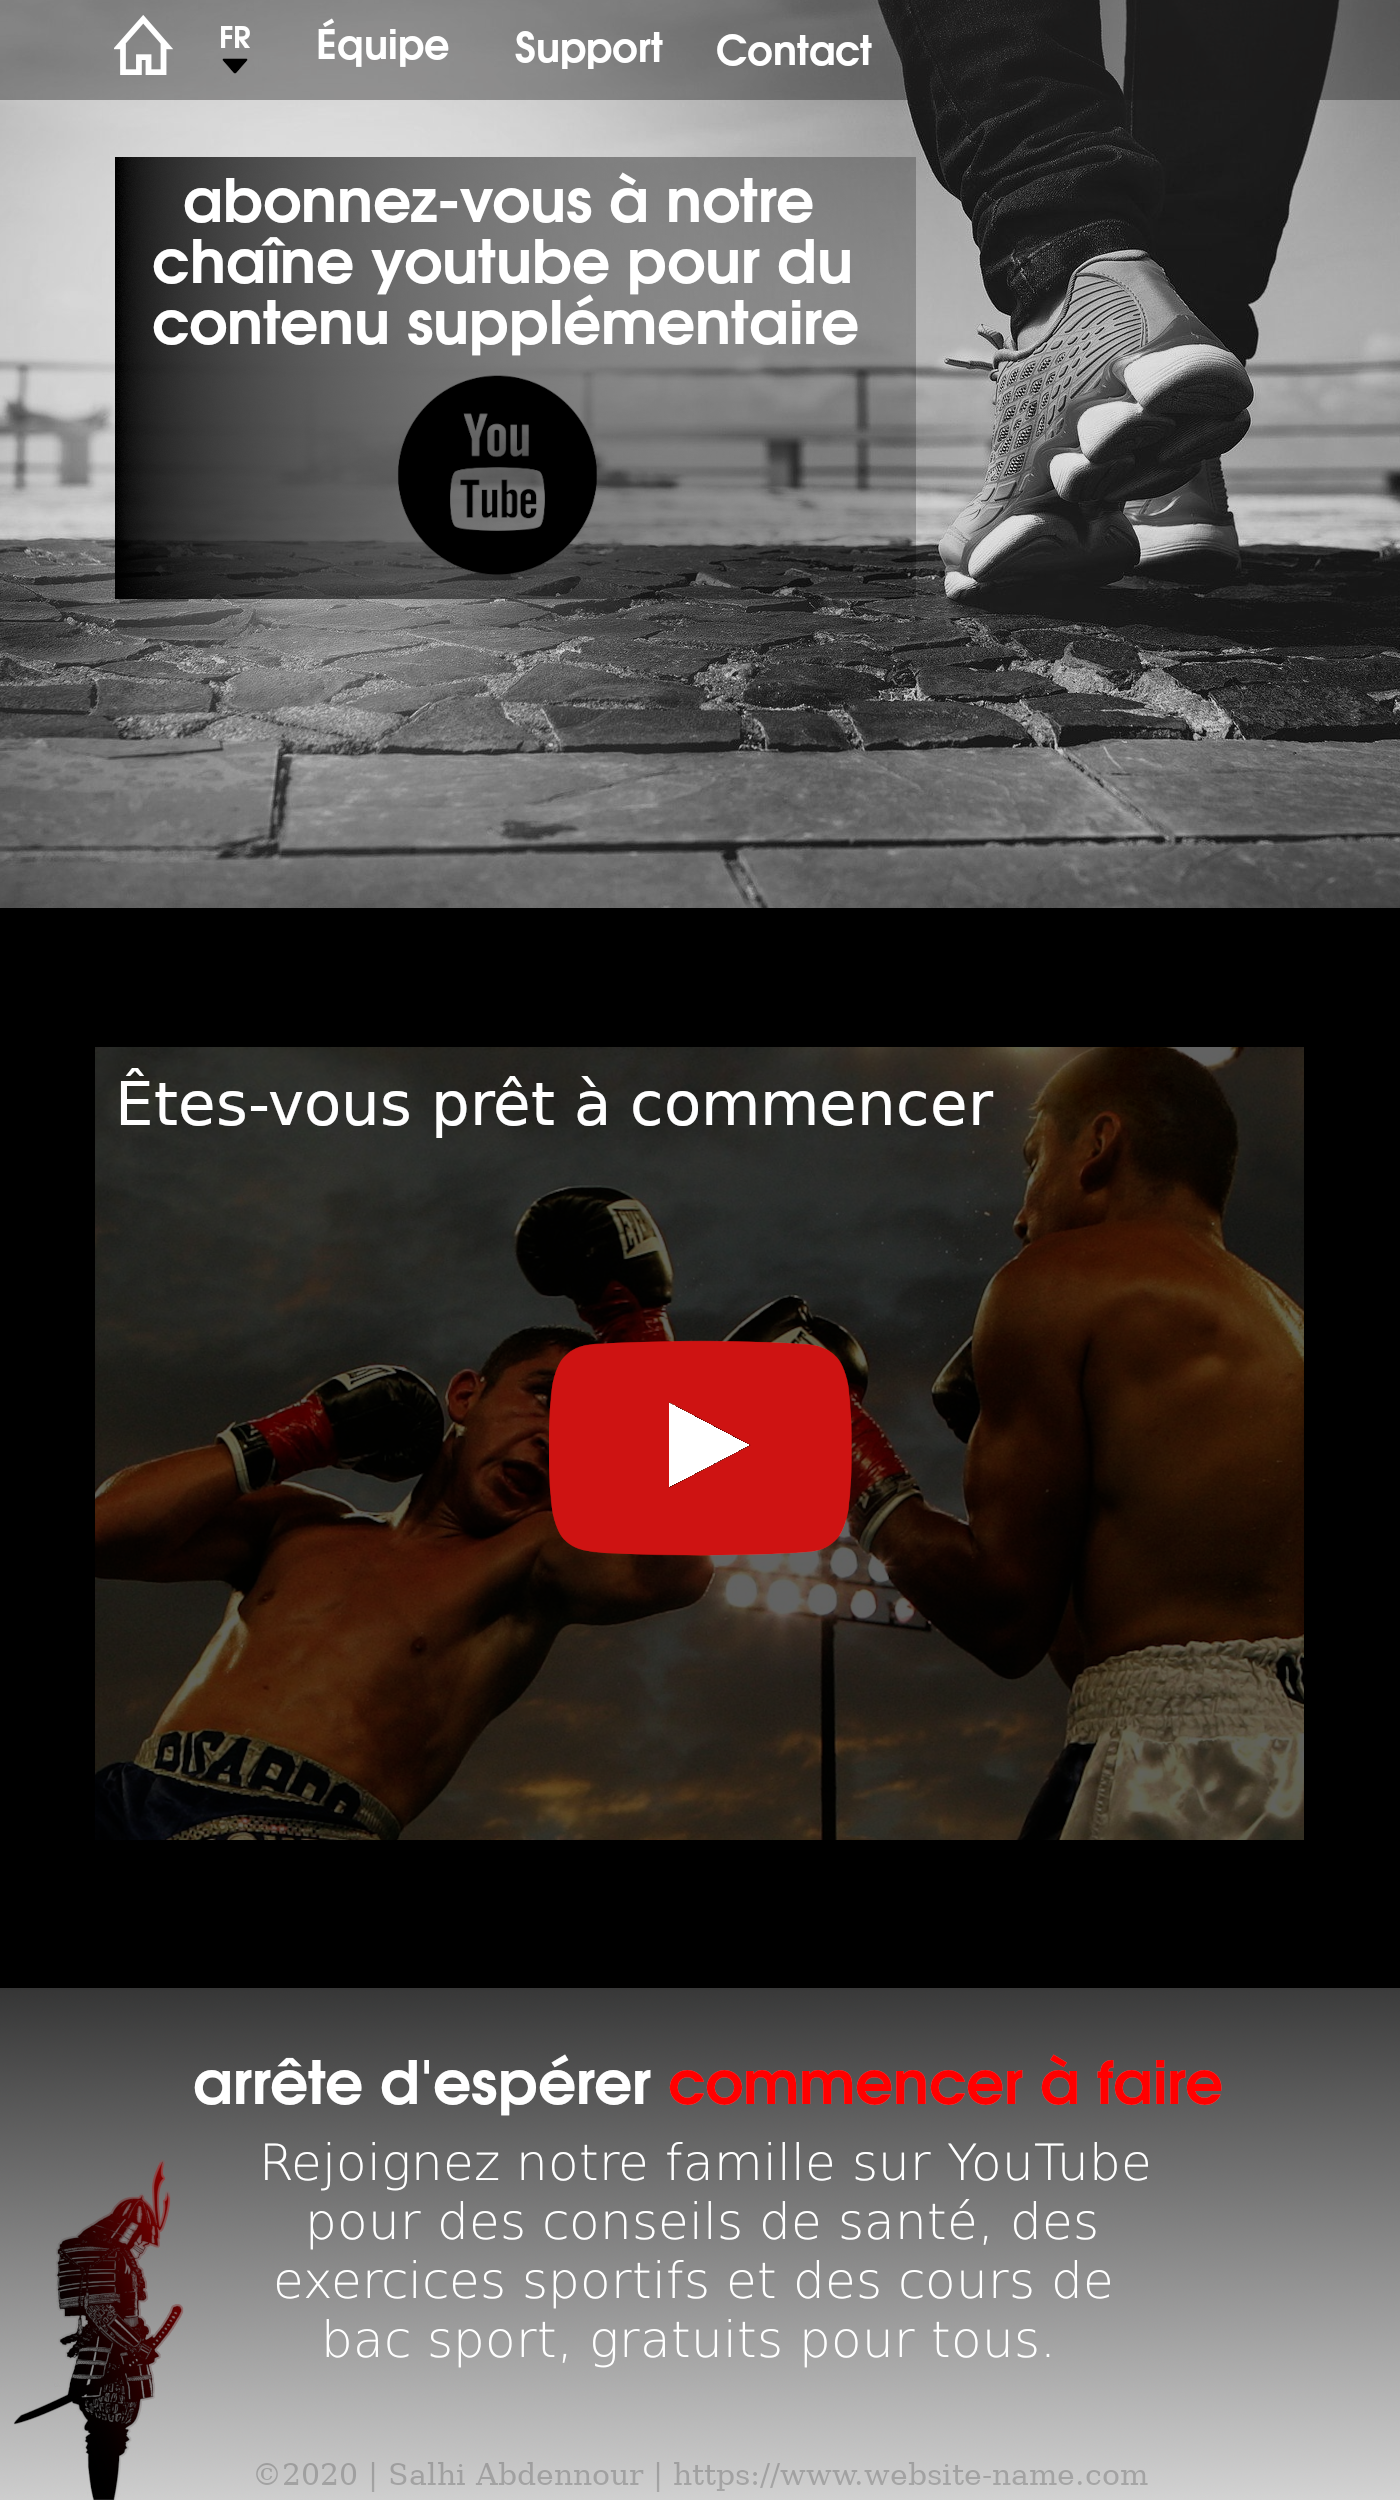 FR
Équipe
Support
Contact
abonnez-vous à notre
chaîne youtube pour du
contenu supplémentaire
You
Tube
Êtes-vous prêt à commencer
arrête d'espérer commencer à faire
Rejoignez notre famille sur YouTube
pour des conseils de santé, des
exercices sportifs et des cours de
bac sport, gratuits pour tous.
©2020 | Salhi Abdennour | https://www.website-name.com